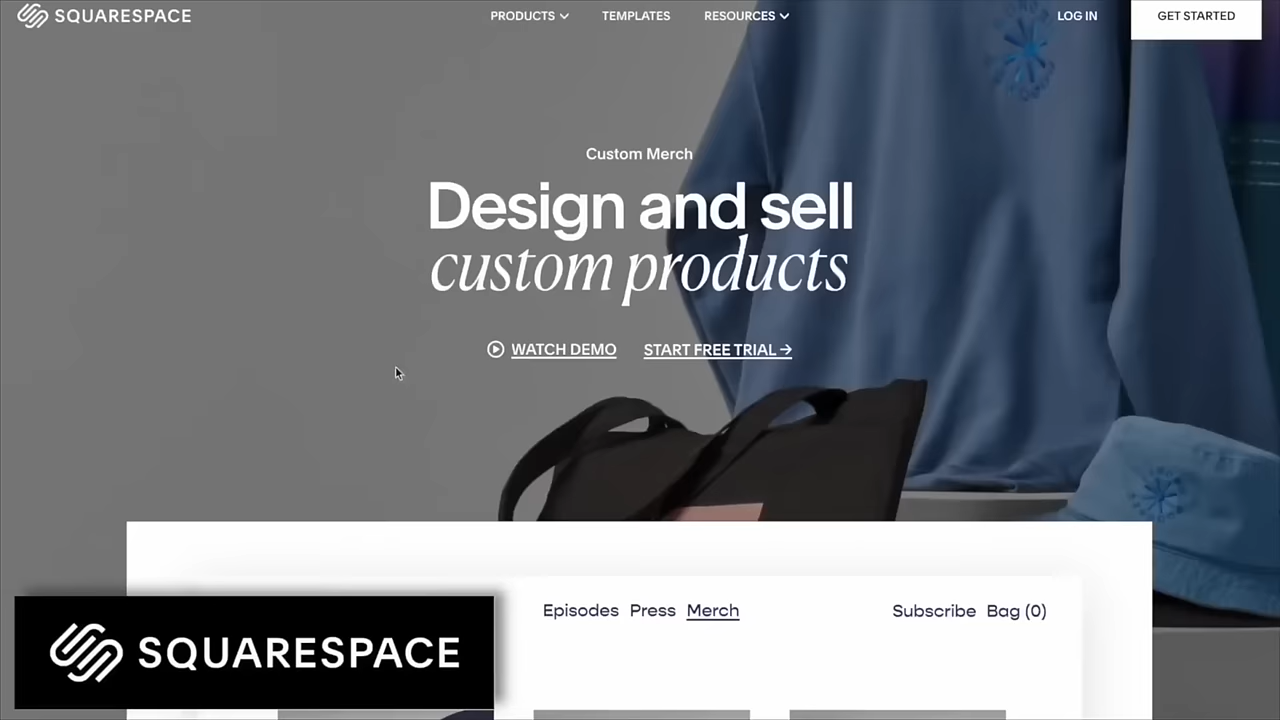 SQUARESPACE
PRODUCTS TEMPLATES RESOURCES
LOG IN GET STARTED
Custom Merch
Design and sell
custom products
WATCH DEMO START FREE TRIAL →
Episodes Press Merch
Subscribe Bag (0)
SQUARESPACE